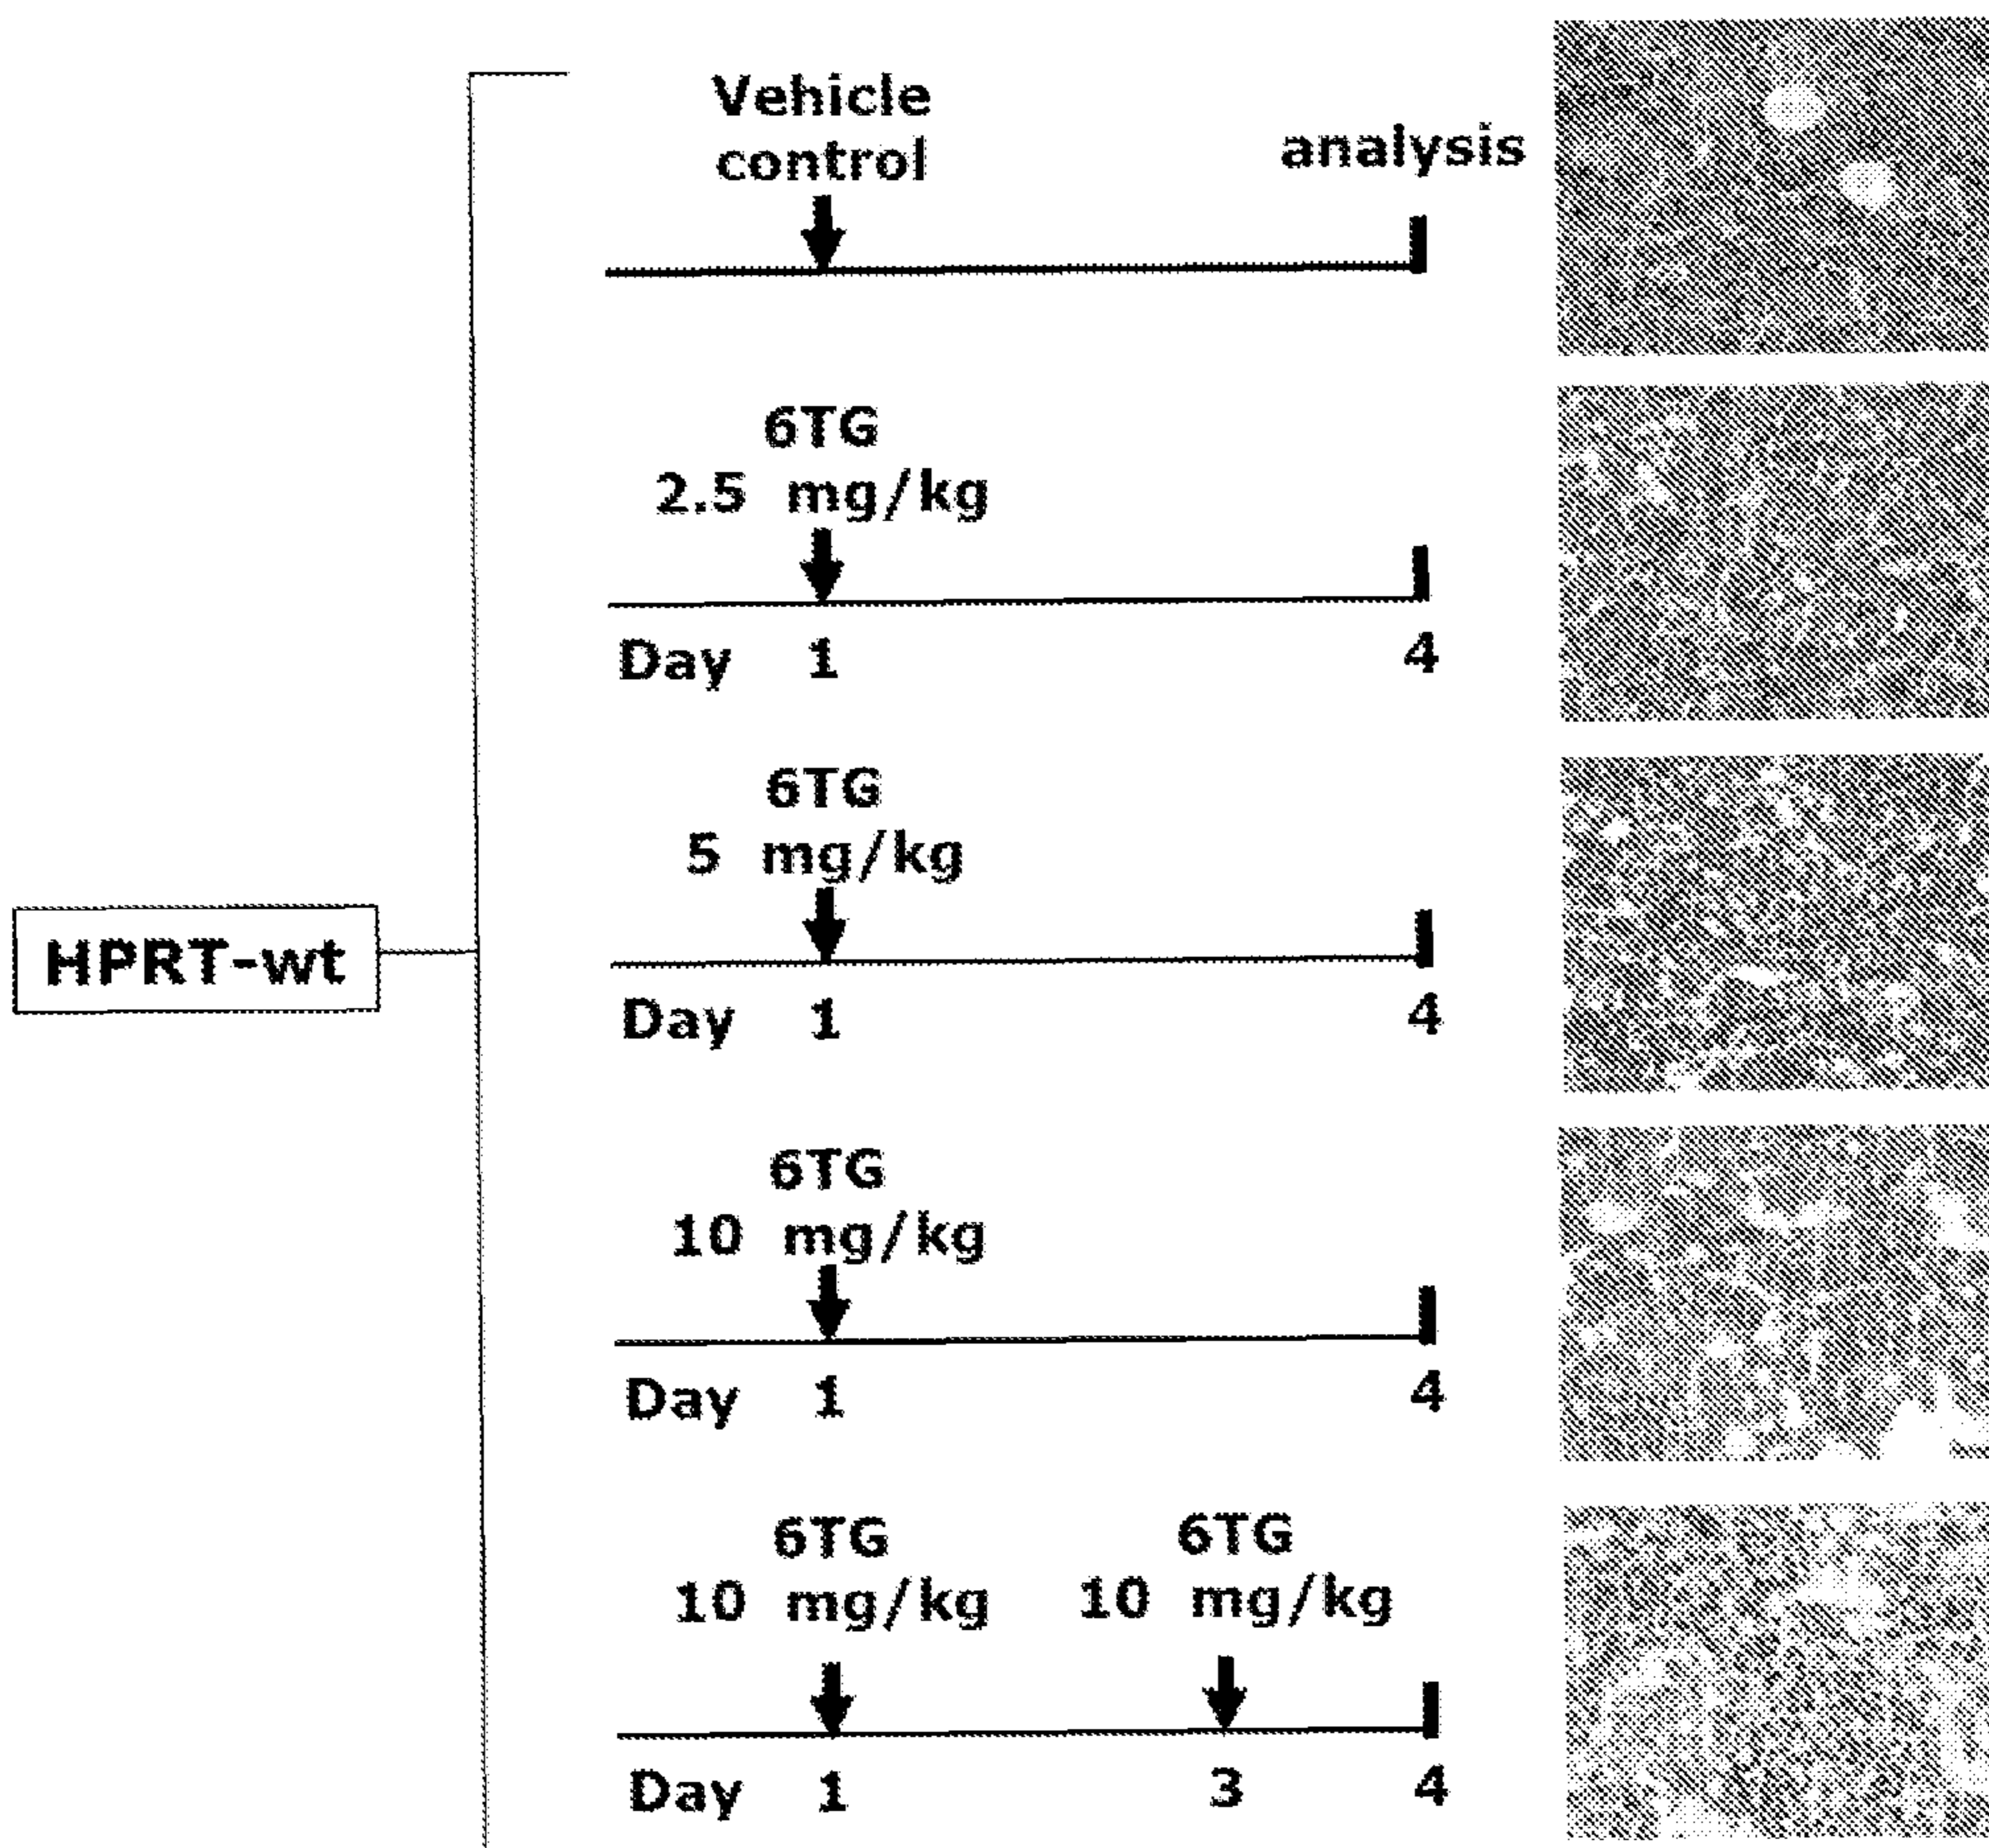 Vehicle
control
analysis
6TG
2.5 mg/kg
Day 1 4
6TG
5 mg/kg
HPRT-wt
Day 1 4
6TG
10 mg/kg
Day 1 4
6TG 6TG
10 mg/kg 10 mg/kg
Day 1 3 4